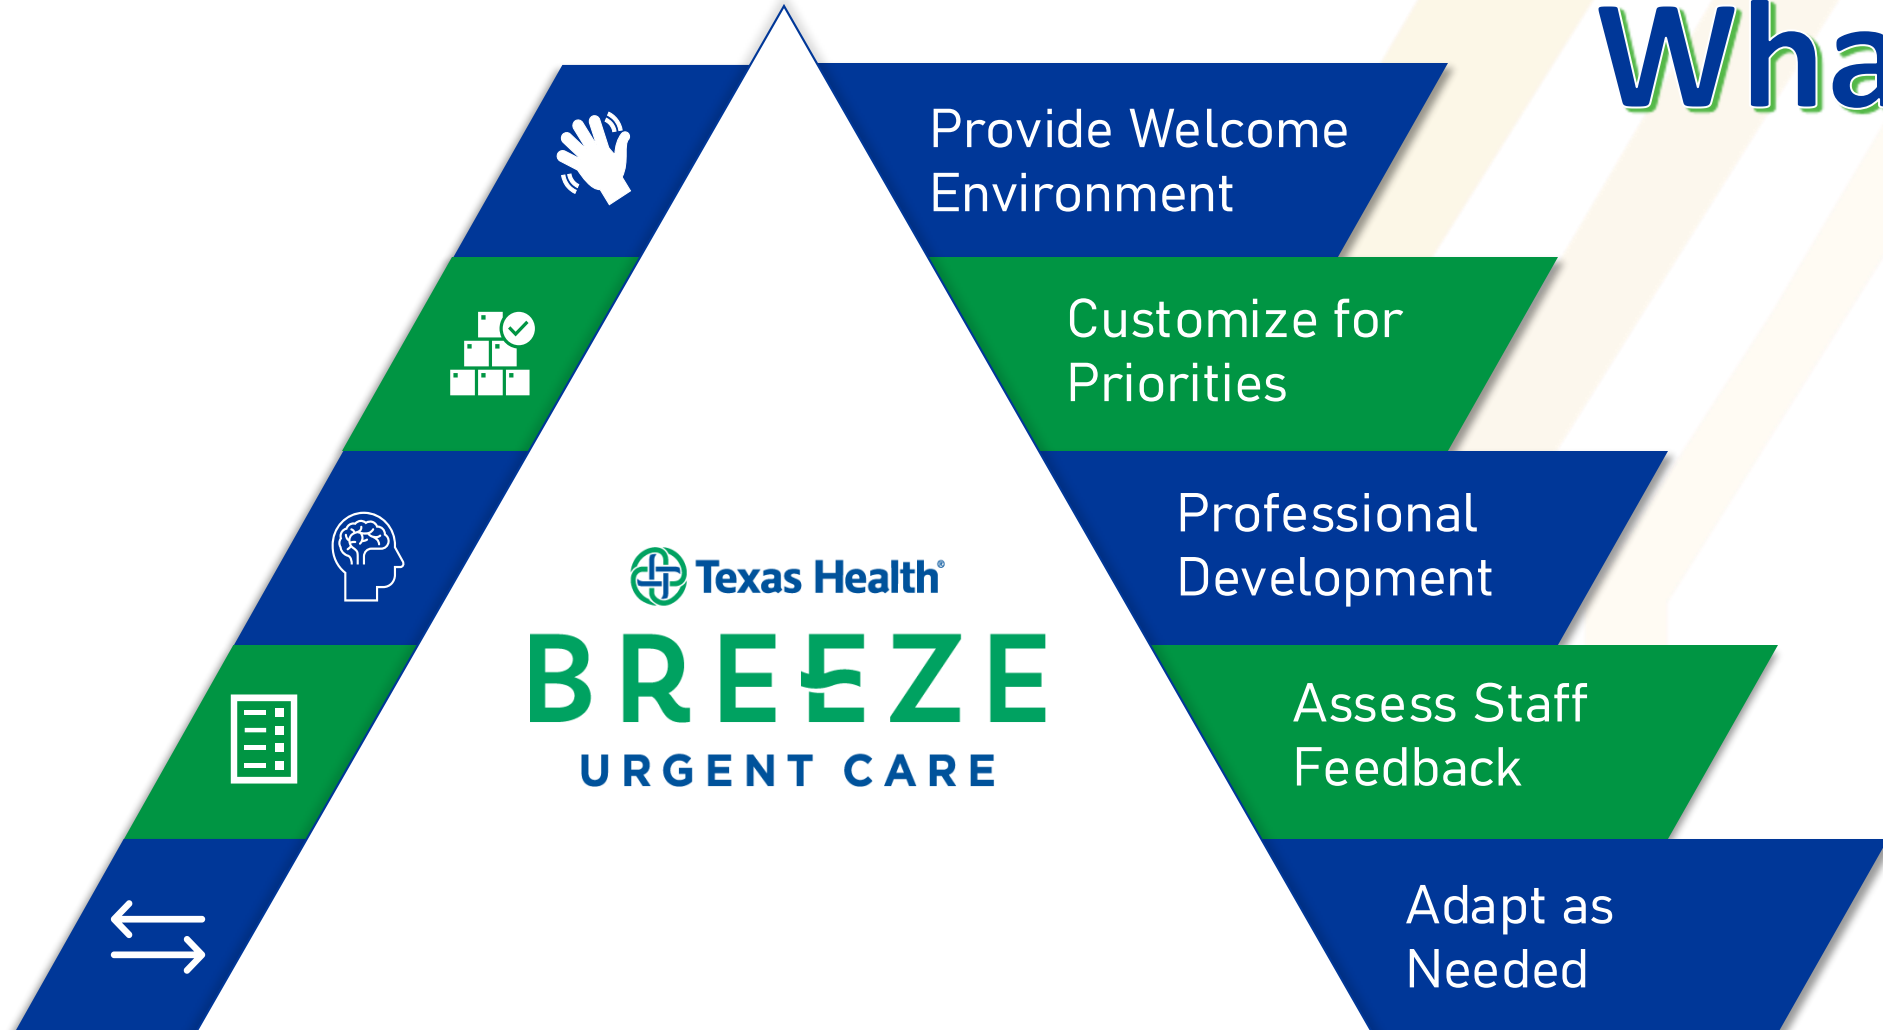 Provide Welcome
Environment
Customize for
Priorities
Professional
Development
Texas Health®
BREEZE
URGENT CARE
Assess Staff
Feedback
Adapt as
Needed